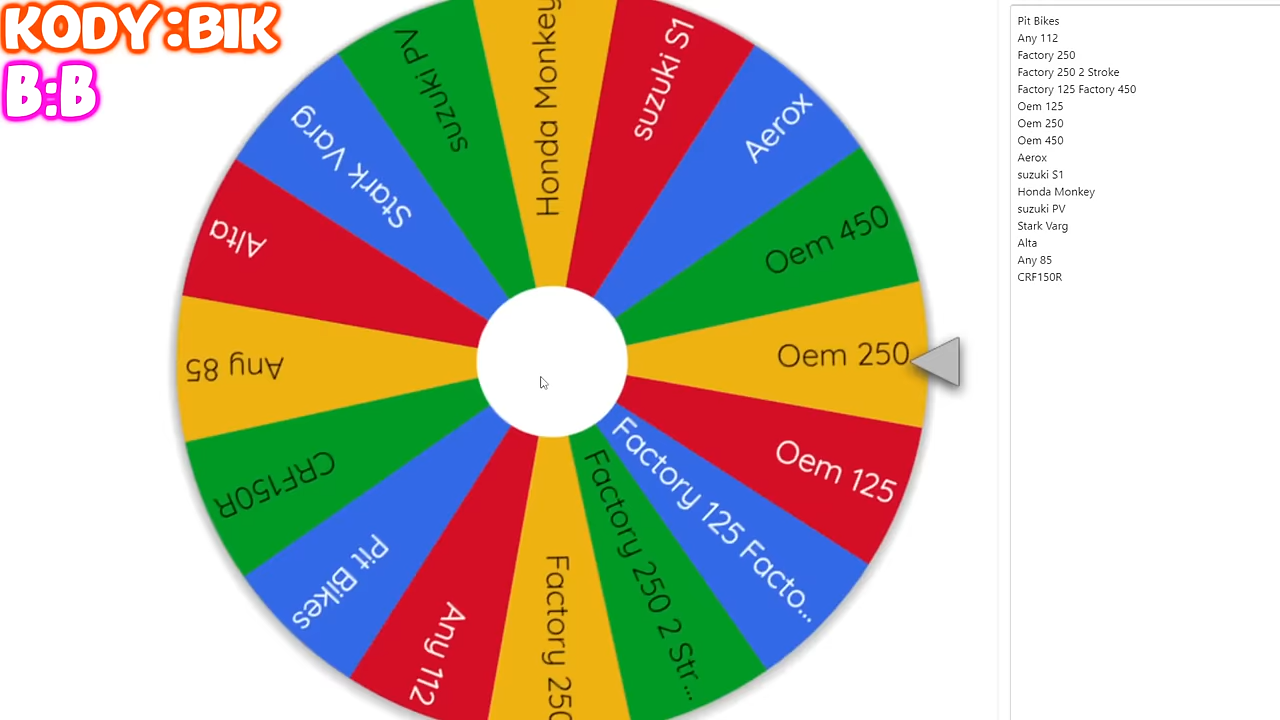 KODY :BIK
B:B
Honda Monkey
suzuki S1
Aerox
Oem 450
Oem 250
Oem 125
Factory 125 Facto...
Factory 250 2 Str...
Factory 250
Any 112
Pit Bikes
CRF150R
Any 85
Alta
Stark Varg
suzuki PV
Pit Bikes
Any 112
Factory 250
Factory 250 2 Stroke
Factory 125 Factory 450
Oem 125
Oem 250
Oem 450
Aerox
suzuki S1
Honda Monkey
suzuki PV
Stark Varg
Alta
Any 85
CRF150R